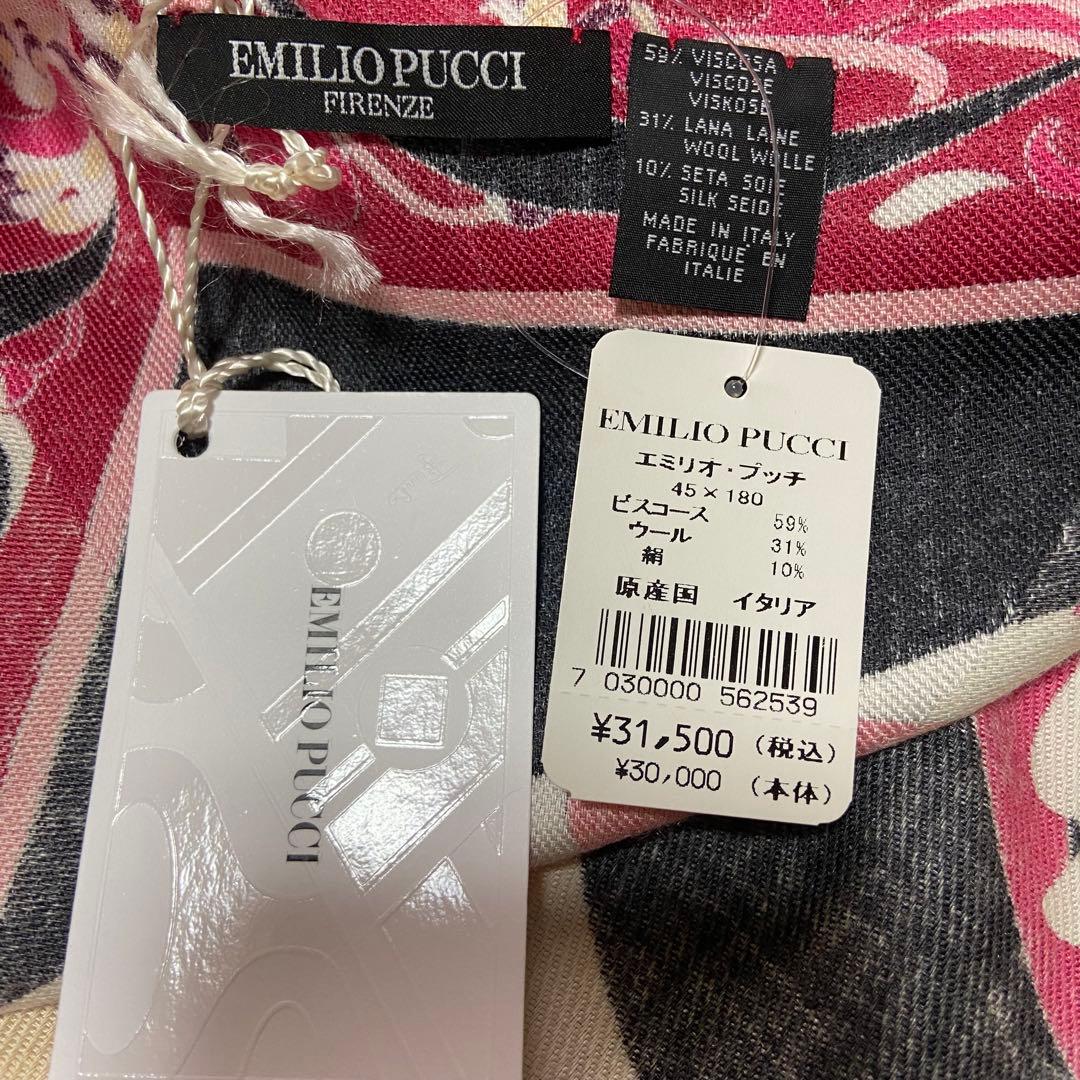 EMILIO PUCCI
FIRENZE
59% VISCOSA
VISCOSE
VISKOSE
31% LANA LAINE
WOOL WOLLE
10% SETA SOIE
SILK SEIDE
MADE IN ITALY
FABRIQUE EN
ITALIE
EMILIO PUCCI
EMILIO PUCCI
エミリオ・プッチ
45×180
ビスコース 59%
ウール 31%
絹 10%
原産国 イタリア
7 030000 562539
¥31,500 (税込)
¥30,000 (本体)